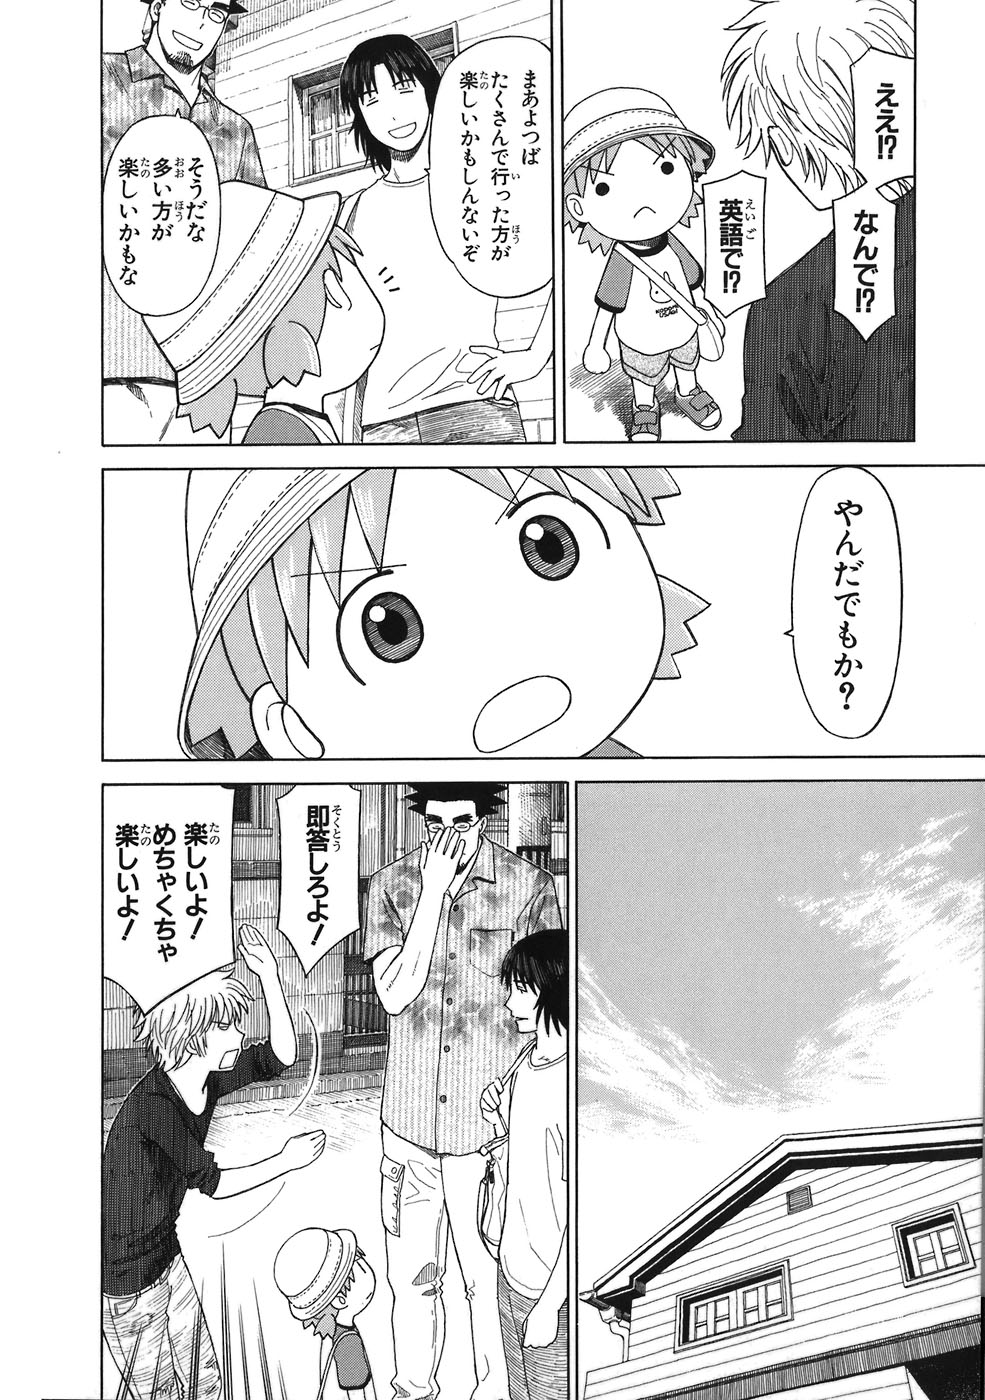 ええ!?
なんで!?
英語で!?
まあよつば
たくさんで行った方が
楽しいかもしんないぞ
そうだな
多い方が
楽しいかもな
やんだでもか？
即答しろよ！
楽しいよ！
めちゃくちゃ
楽しいよ！